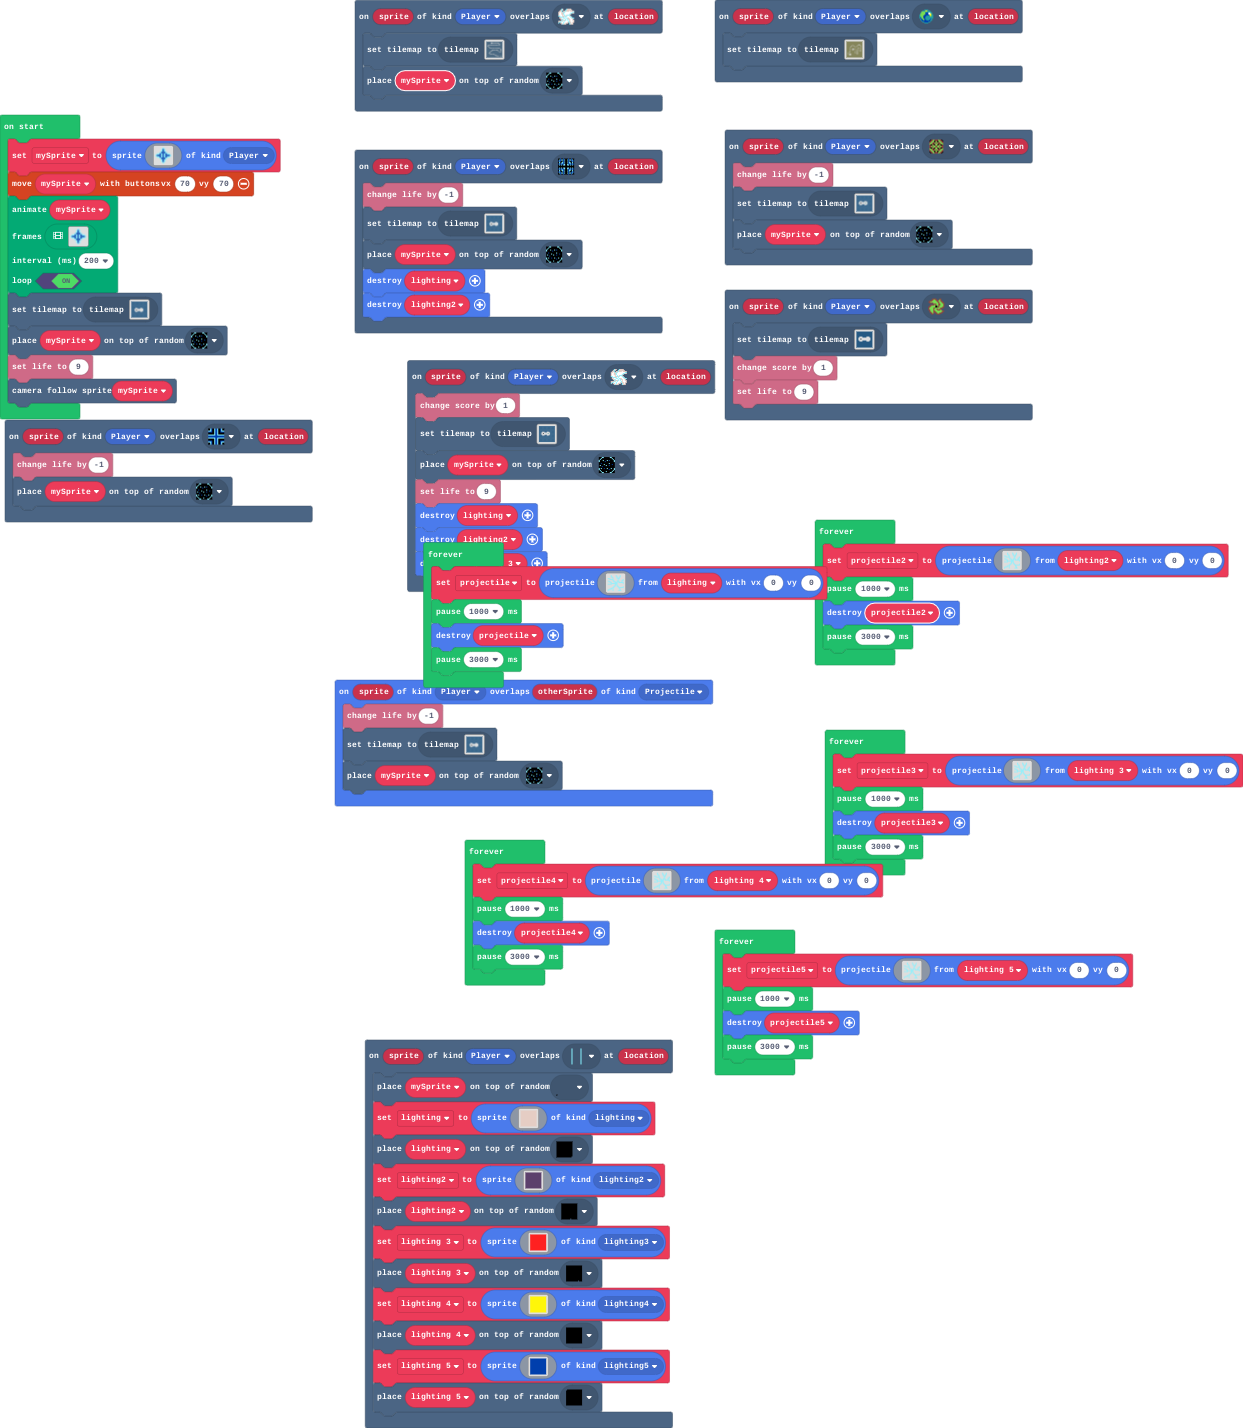 on sprite of kind Player overlaps at location
set tilemap to tilemap
place mySprite on top of random
on sprite of kind Player overlaps at location
set tilemap to tilemap
on start
set mySprite to sprite of kind Player
move mySprite with buttons vx 70 vy 70
animate mySprite
frames
interval (ms) 200
loop ON
set tilemap to tilemap
place mySprite on top of random
set life to 9
camera follow sprite mySprite
on sprite of kind Player overlaps at location
change life by -1
set tilemap to tilemap
place mySprite on top of random
destroy lighting
destroy lighting2
on sprite of kind Player overlaps at location
change life by -1
set tilemap to tilemap
place mySprite on top of random
on sprite of kind Player overlaps at location
set tilemap to tilemap
change score by 1
set life to 9
on sprite of kind Player overlaps at location
change life by -1
place mySprite on top of random
on sprite of kind Player overlaps at location
change score by 1
set tilemap to tilemap
place mySprite on top of random
set life to 9
destroy lighting
destroy lighting2
3
forever
set projectile to projectile from lighting with vx 0 vy 0
pause 1000 ms
destroy projectile
pause 3000 ms
forever
set projectile2 to projectile from lighting2 with vx 0 vy 0
pause 1000 ms
destroy projectile2
pause 3000 ms
on sprite of kind Player overlaps otherSprite of kind Projectile
change life by -1
set tilemap to tilemap
place mySprite on top of random
forever
set projectile3 to projectile from lighting 3 with vx 0 vy 0
pause 1000 ms
destroy projectile3
pause 3000 ms
forever
set projectile4 to projectile from lighting 4 with vx 0 vy 0
pause 1000 ms
destroy projectile4
pause 3000 ms
forever
set projectile5 to projectile from lighting 5 with vx 0 vy 0
pause 1000 ms
destroy projectile5
pause 3000 ms
on sprite of kind Player overlaps at location
place mySprite on top of random
set lighting to sprite of kind lighting
place lighting on top of random
set lighting2 to sprite of kind lighting2
place lighting2 on top of random
set lighting 3 to sprite of kind lighting3
place lighting 3 on top of random
set lighting 4 to sprite of kind lighting4
place lighting 4 on top of random
set lighting 5 to sprite of kind lighting5
place lighting 5 on top of random